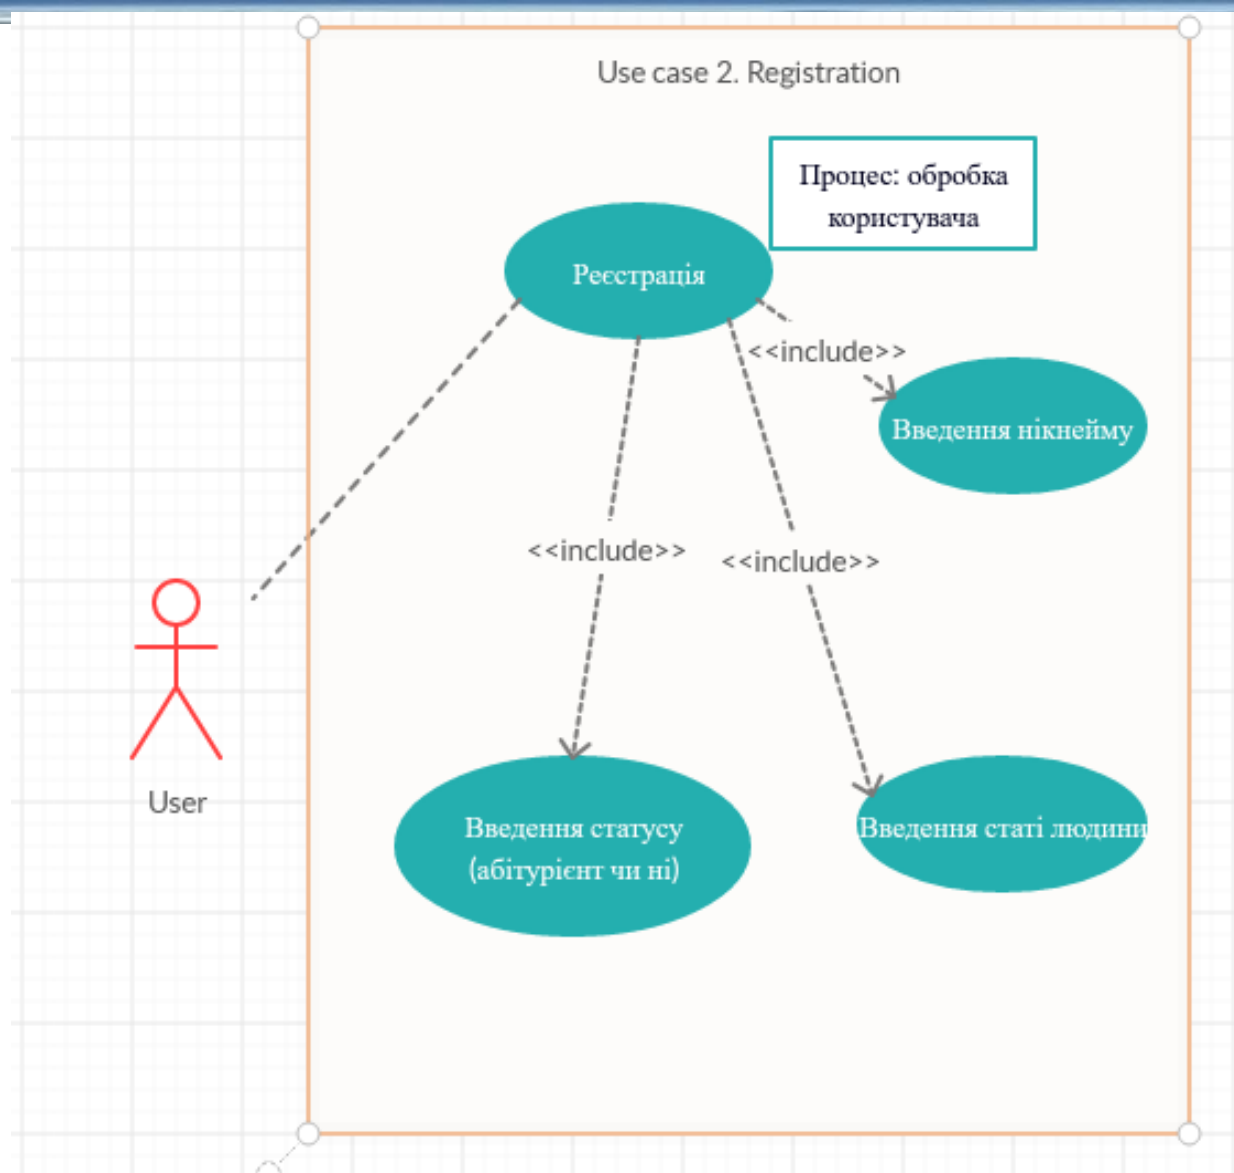 Use case 2. Registration
Процес: обробка
користувача
Реєстрація
<<include>>
Введення нікнейму
<<include>>
<<include>>
User
Введення статусу
(абітурієнт чи ні)
Введення статі людини